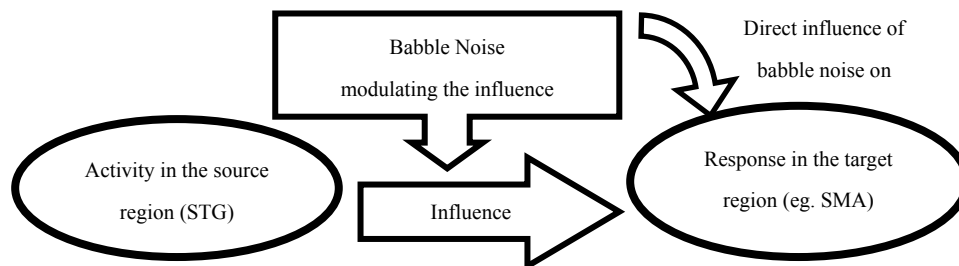 Babble Noise
modulating the influence
Direct influence of
babble noise on
Activity in the source
region (STG)
Influence
Response in the target
region (eg. SMA)